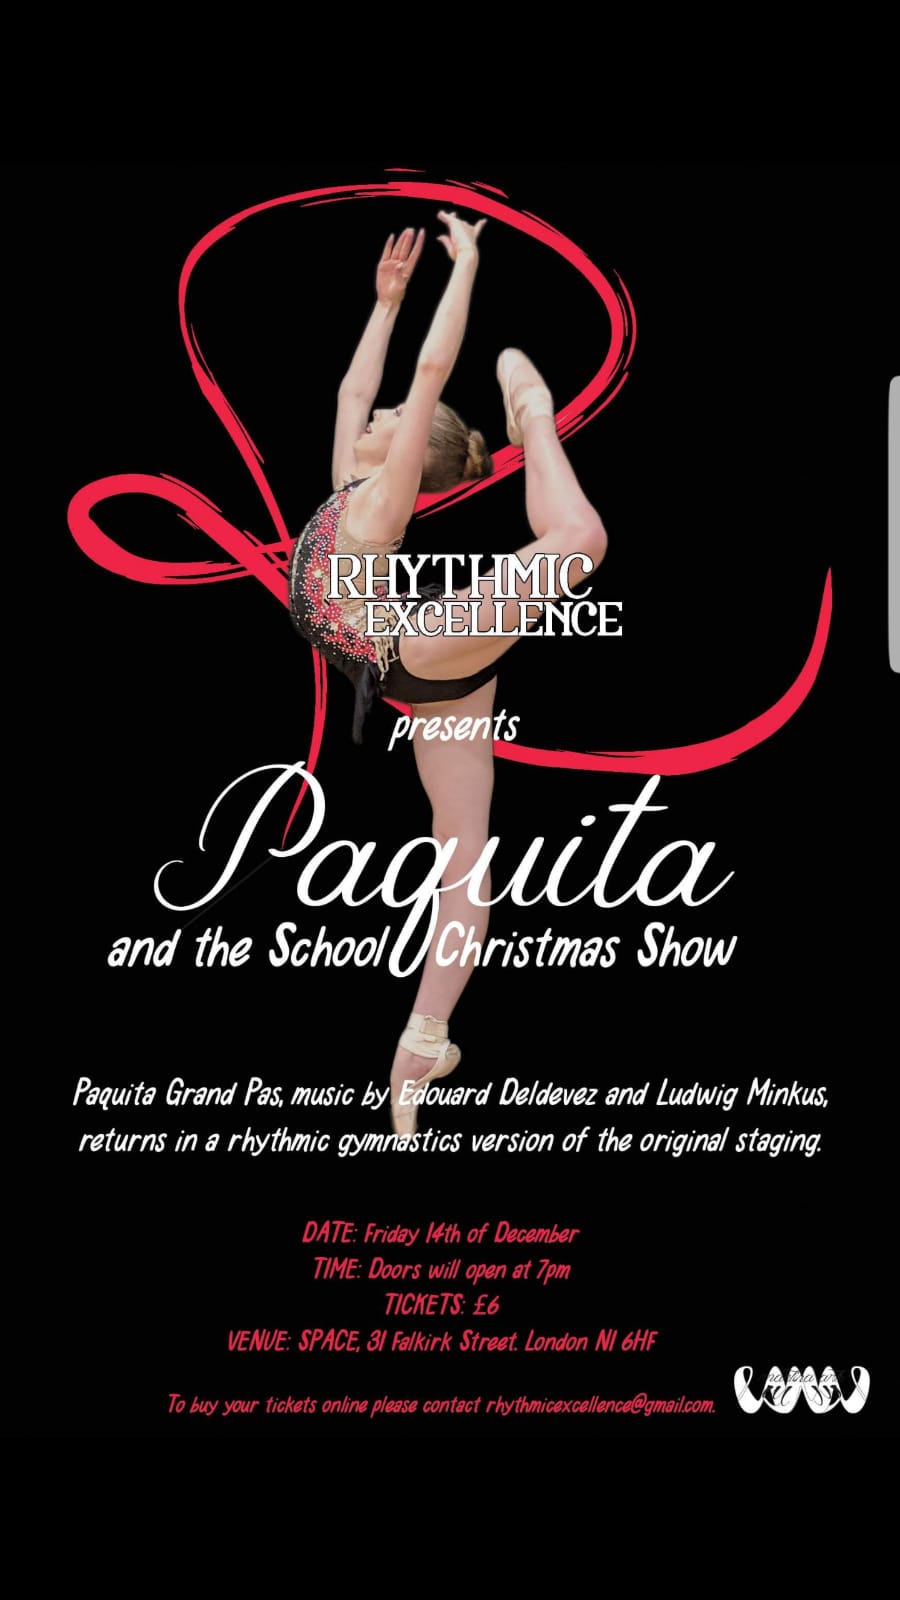 RHYTHMIC
EXCELLENCE
presents
Paquita
and the School Christmas Show
Paquita Grand Pas, music by Edouard Deldevez and Ludwig Minkus,
returns in a rhythmic gymnastics version of the original staging.
DATE: Friday 14th of December
TIME: Doors will open at 7pm
TICKETS: £6
VENUE: SPACE, 31 Falkirk Street. London N1 6HF
To buy your tickets online please contact rhythmicexcellence@gmail.com.